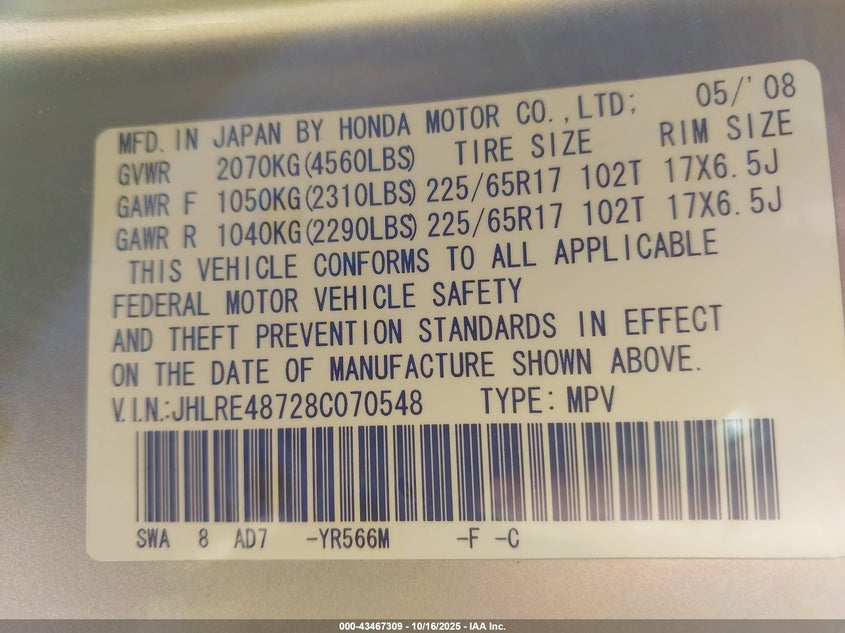 MFD. IN JAPAN BY HONDA MOTOR CO.,LTD; 05/'08
GVWR 2070KG(4560LBS) TIRE SIZE RIM SIZE
GAWR F 1050KG(2310LBS) 225/65R17 102T 17X6.5J
GAWR R 1040KG(2290LBS) 225/65R17 102T 17X6.5J
THIS VEHICLE CONFORMS TO ALL APPLICABLE
FEDERAL MOTOR VEHICLE SAFETY
AND THEFT PREVENTION STANDARDS IN EFFECT
ON THE DATE OF MANUFACTURE SHOWN ABOVE.
V.I.N.:JHLRE48728C070548 TYPE: MPV
SWA 8 AD7 -YR566M -F -C
000-43467309 - 10/16/2025 - IAA Inc.